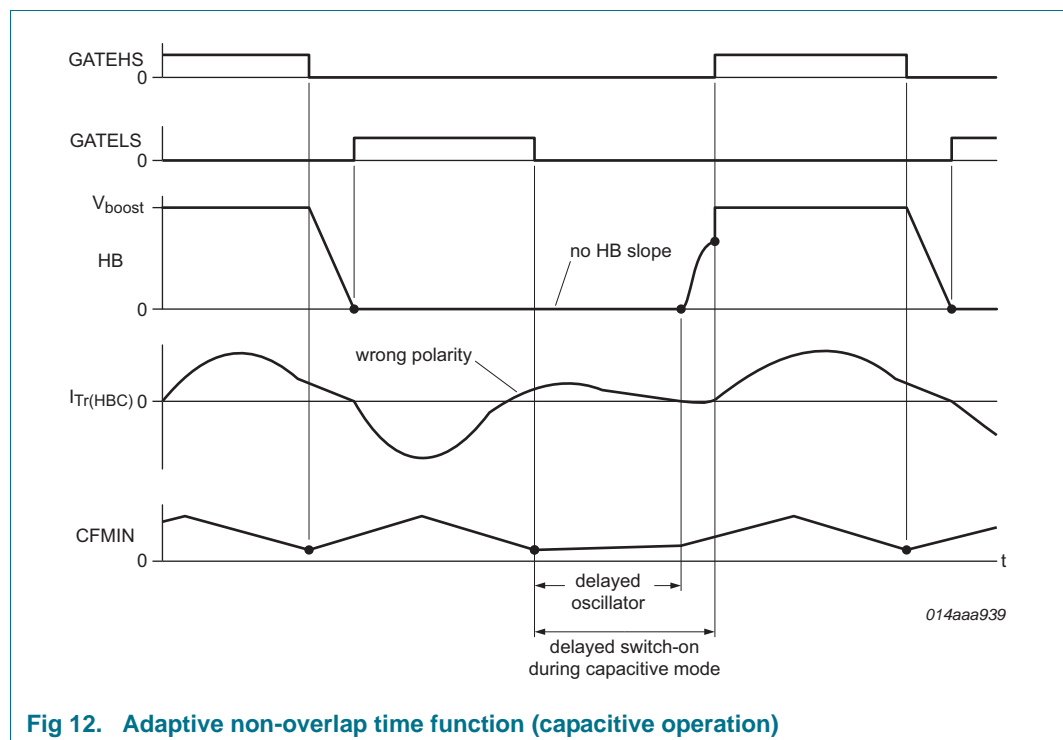 GATEHS
0
GATELS
0
Vboost
HB
no HB slope
0
wrong polarity
ITr(HBC) 0
CFMIN
0
t
delayed
oscillator
014aaa939
delayed switch-on
during capacitive mode
Fig 12. Adaptive non-overlap time function (capacitive operation)